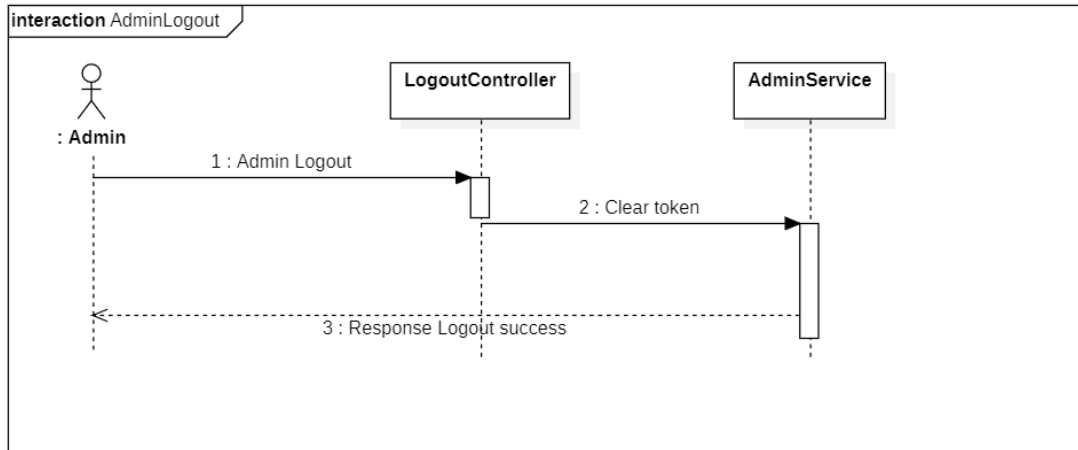 interaction AdminLogout
LogoutController
AdminService
: Admin
1 : Admin Logout
2 : Clear token
3 : Response Logout success